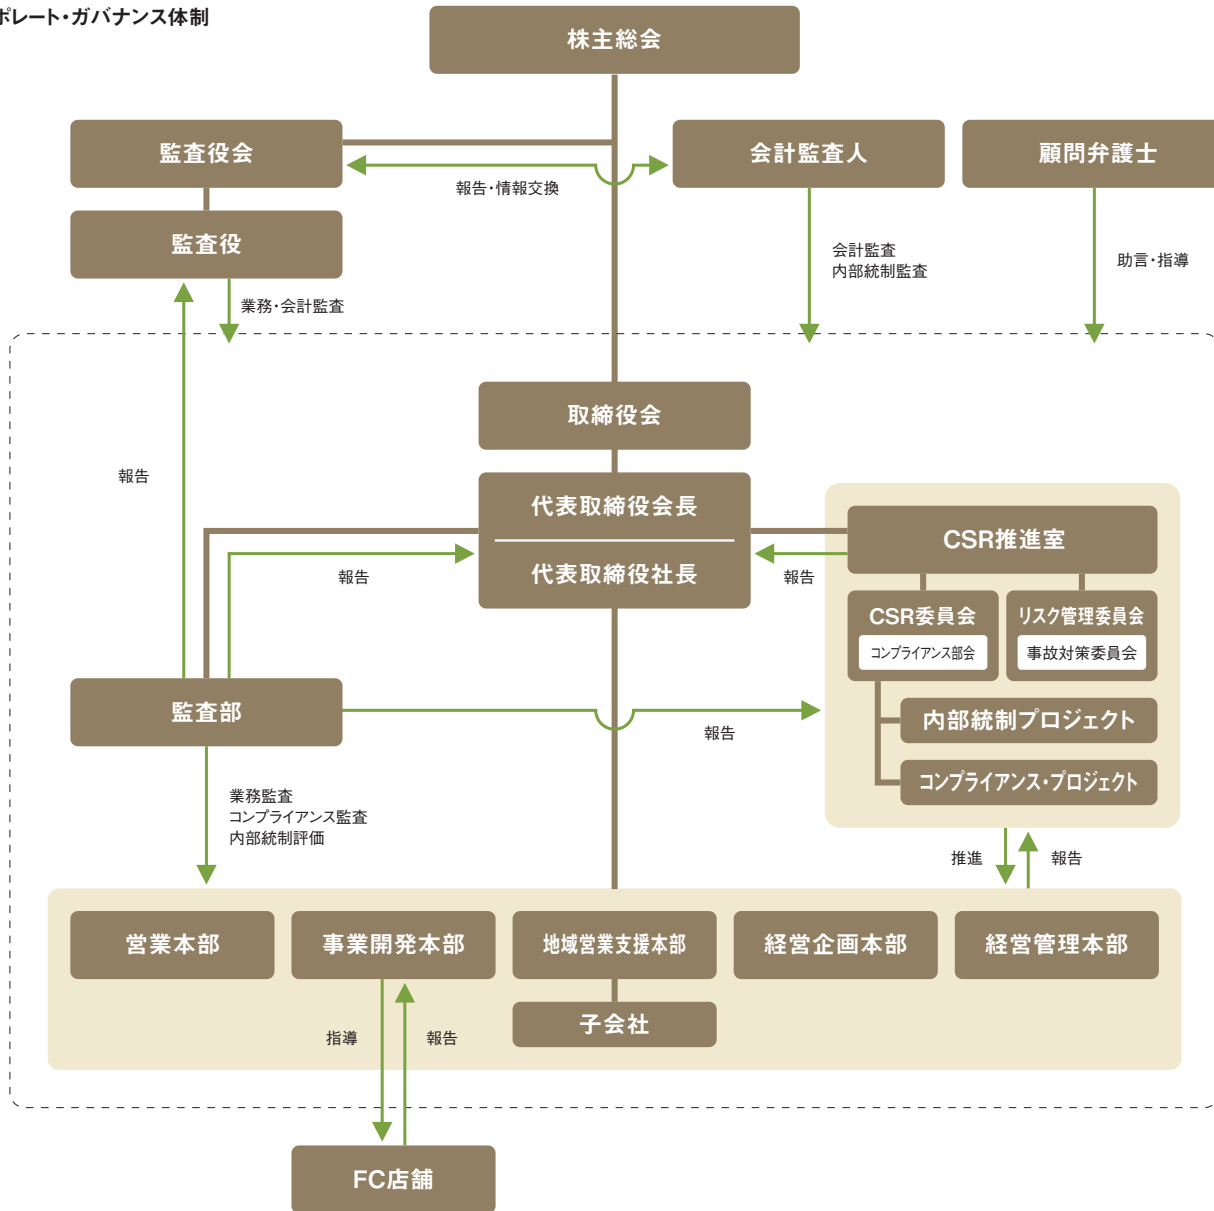 ポレート・ガバナンス体制
株主総会
監査役会
会計監査人
顧問弁護士
報告・情報交換
監査役
会計監査
内部統制監査
助言・指導
業務・会計監査
取締役会
報告
代表取締役会長
代表取締役社長
CSR推進室
報告
報告
CSR委員会
コンプライアンス部会
リスク管理委員会
事故対策委員会
監査部
報告
内部統制プロジェクト
コンプライアンス・プロジェクト
業務監査
コンプライアンス監査
内部統制評価
推進
報告
営業本部
事業開発本部
地域営業支援本部
経営企画本部
経営管理本部
子会社
指導
報告
FC店舗